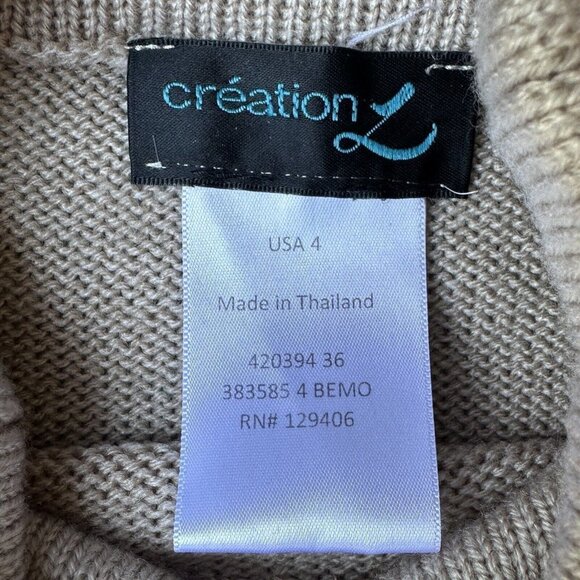 création L
USA 4
Made in Thailand
420394 36
383585 4 BEMO
RN# 129406